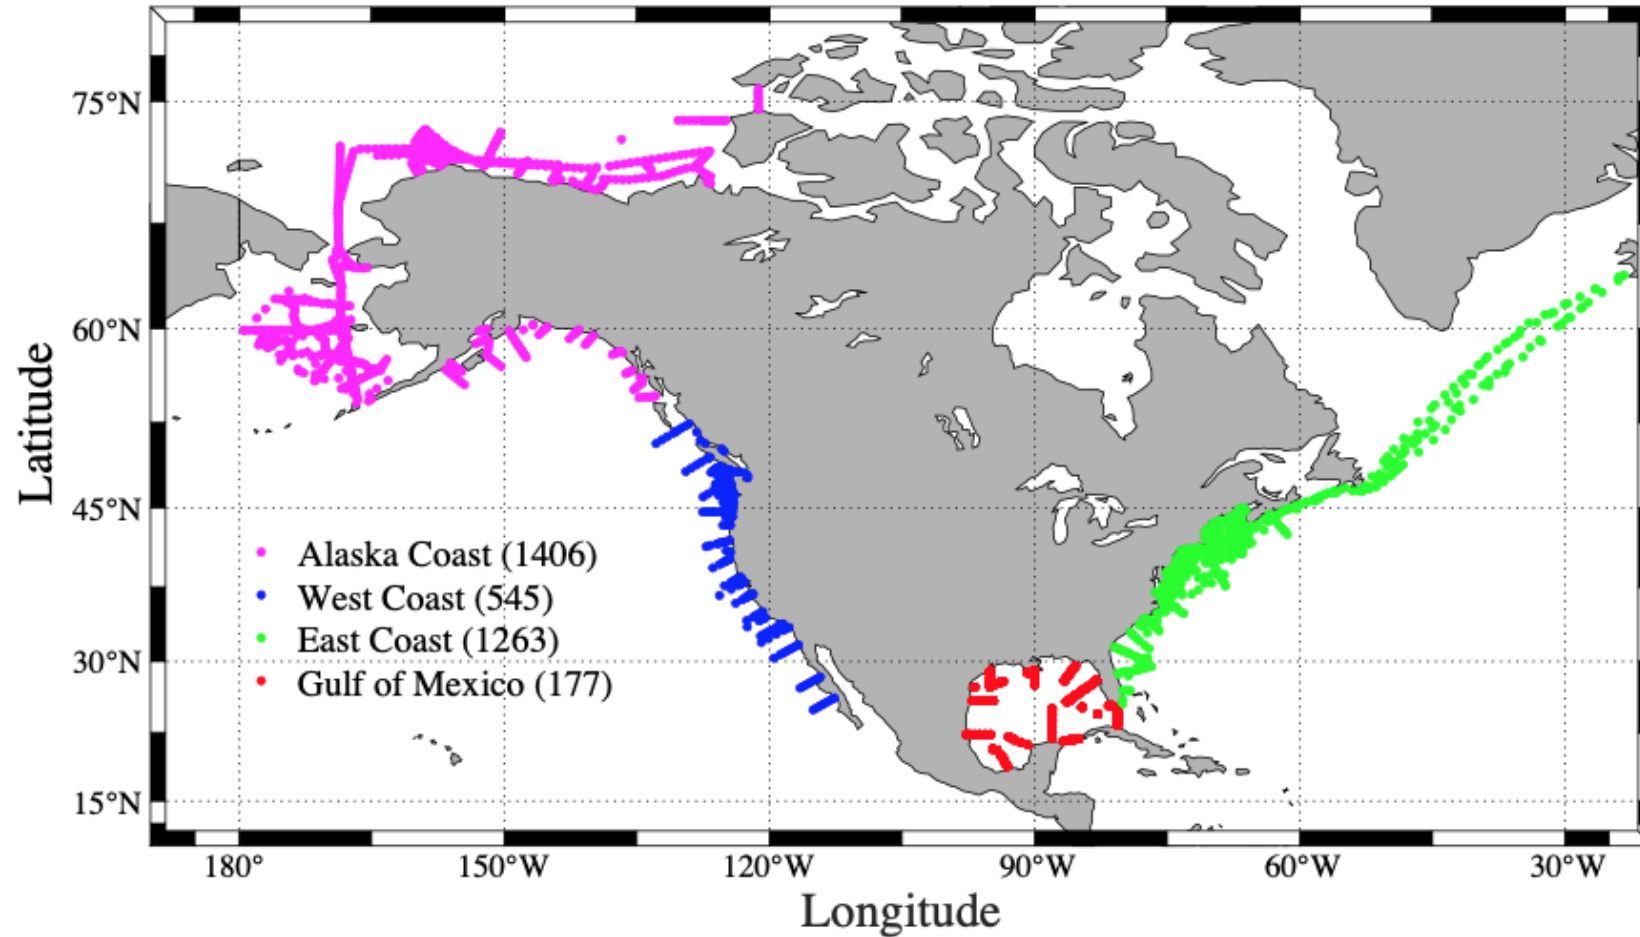 75°N
60°N
Latitude
45°N
Alaska Coast (1406)
West Coast (545)
East Coast (1263)
Gulf of Mexico (177)
30°N
15°N
180° 150°W 120°W 90°W 60°W 30°W
Longitude